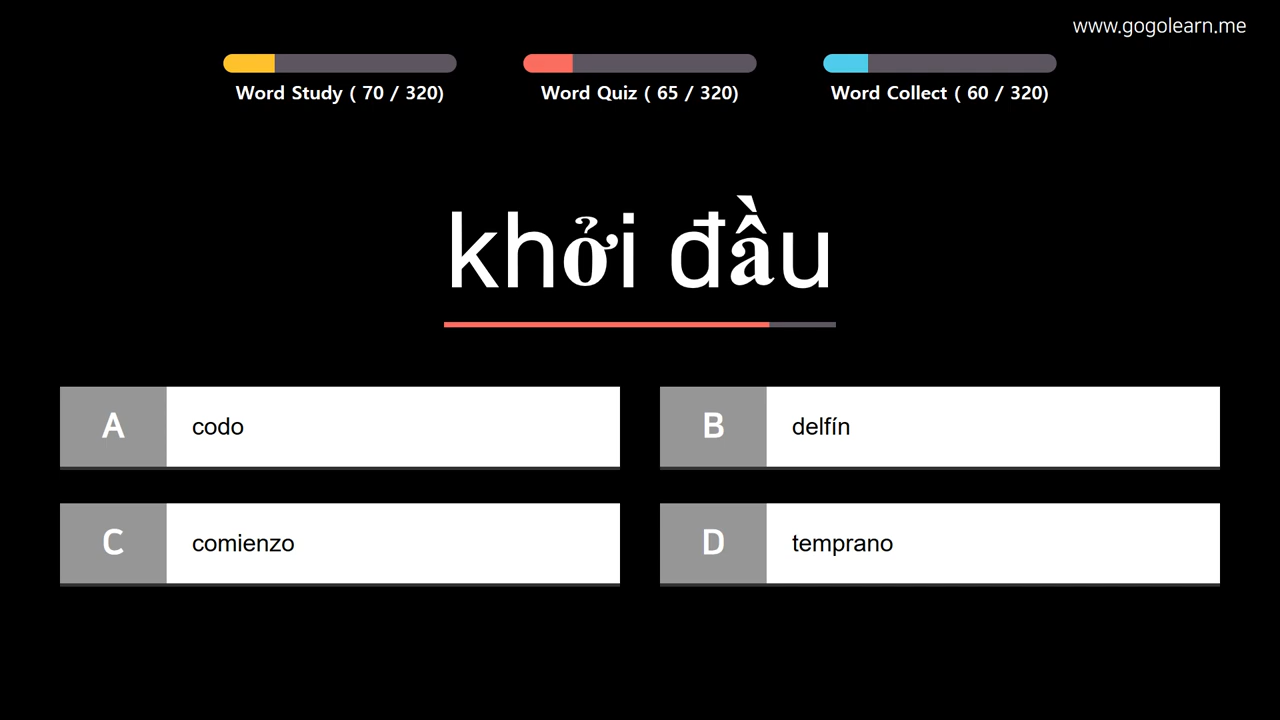 www.gogolearn.me
Word Study ( 70 / 320)
Word Quiz ( 65 / 320)
Word Collect ( 60 / 320)
khởi đầu
A codo
B delfín
C comienzo
D temprano